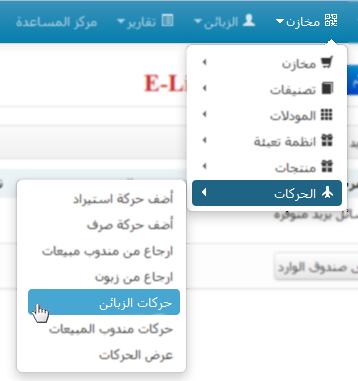 مخازن
الزبائن
تقارير
مركز المساعدة
مخازن
تصنيفات
المودلات
انظمة تعبئة
منتجات
الحركات
E-Li
أضف حركة استيراد
أضف حركة صرف
ارجاع من مندوب مبيعات
ارجاع من زبون
حركات الزبائن
حركات مندوب المبيعات
عرض الحركات
سائل بريد متوفرة
صندوق الوارد